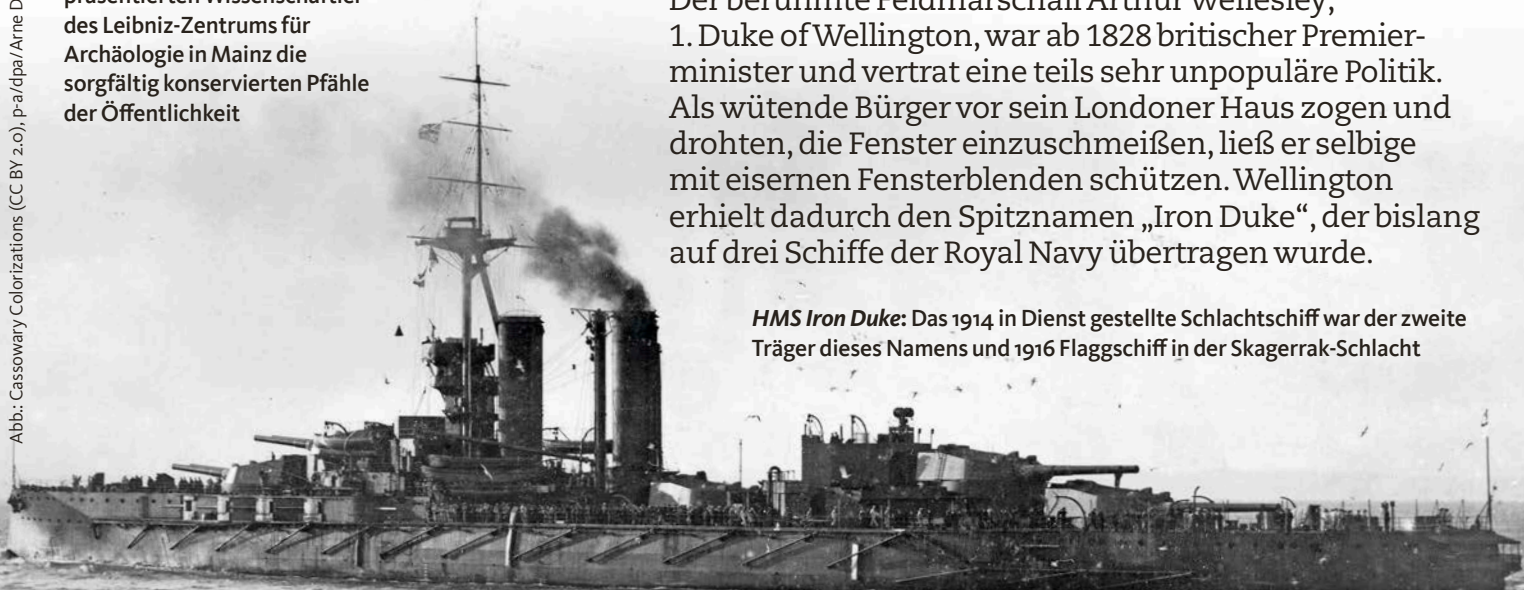 präsentierten Wissenschaftler
des Leibniz-Zentrums für
Archäologie in Mainz die
sorgfältig konservierten Pfähle
der Öffentlichkeit
Der berühmte Feldmarschall Arthur Wellesley,
1. Duke of Wellington, war ab 1828 britischer Premier-
minister und vertrat eine teils sehr unpopuläre Politik.
Als wütende Bürger vor sein Londoner Haus zogen und
drohten, die Fenster einzuschmeißen, ließ er selbige
mit eisernen Fensterblenden schützen. Wellington
erhielt dadurch den Spitznamen „Iron Duke“, der bislang
auf drei Schiffe der Royal Navy übertragen wurde.
HMS Iron Duke: Das 1914 in Dienst gestellte Schlachtschiff war der zweite
Träger dieses Namens und 1916 Flaggschiff in der Skagerrak-Schlacht
Abb.: Cassowary Colorizations (CC BY 2.0), p-a/dpa/Arne